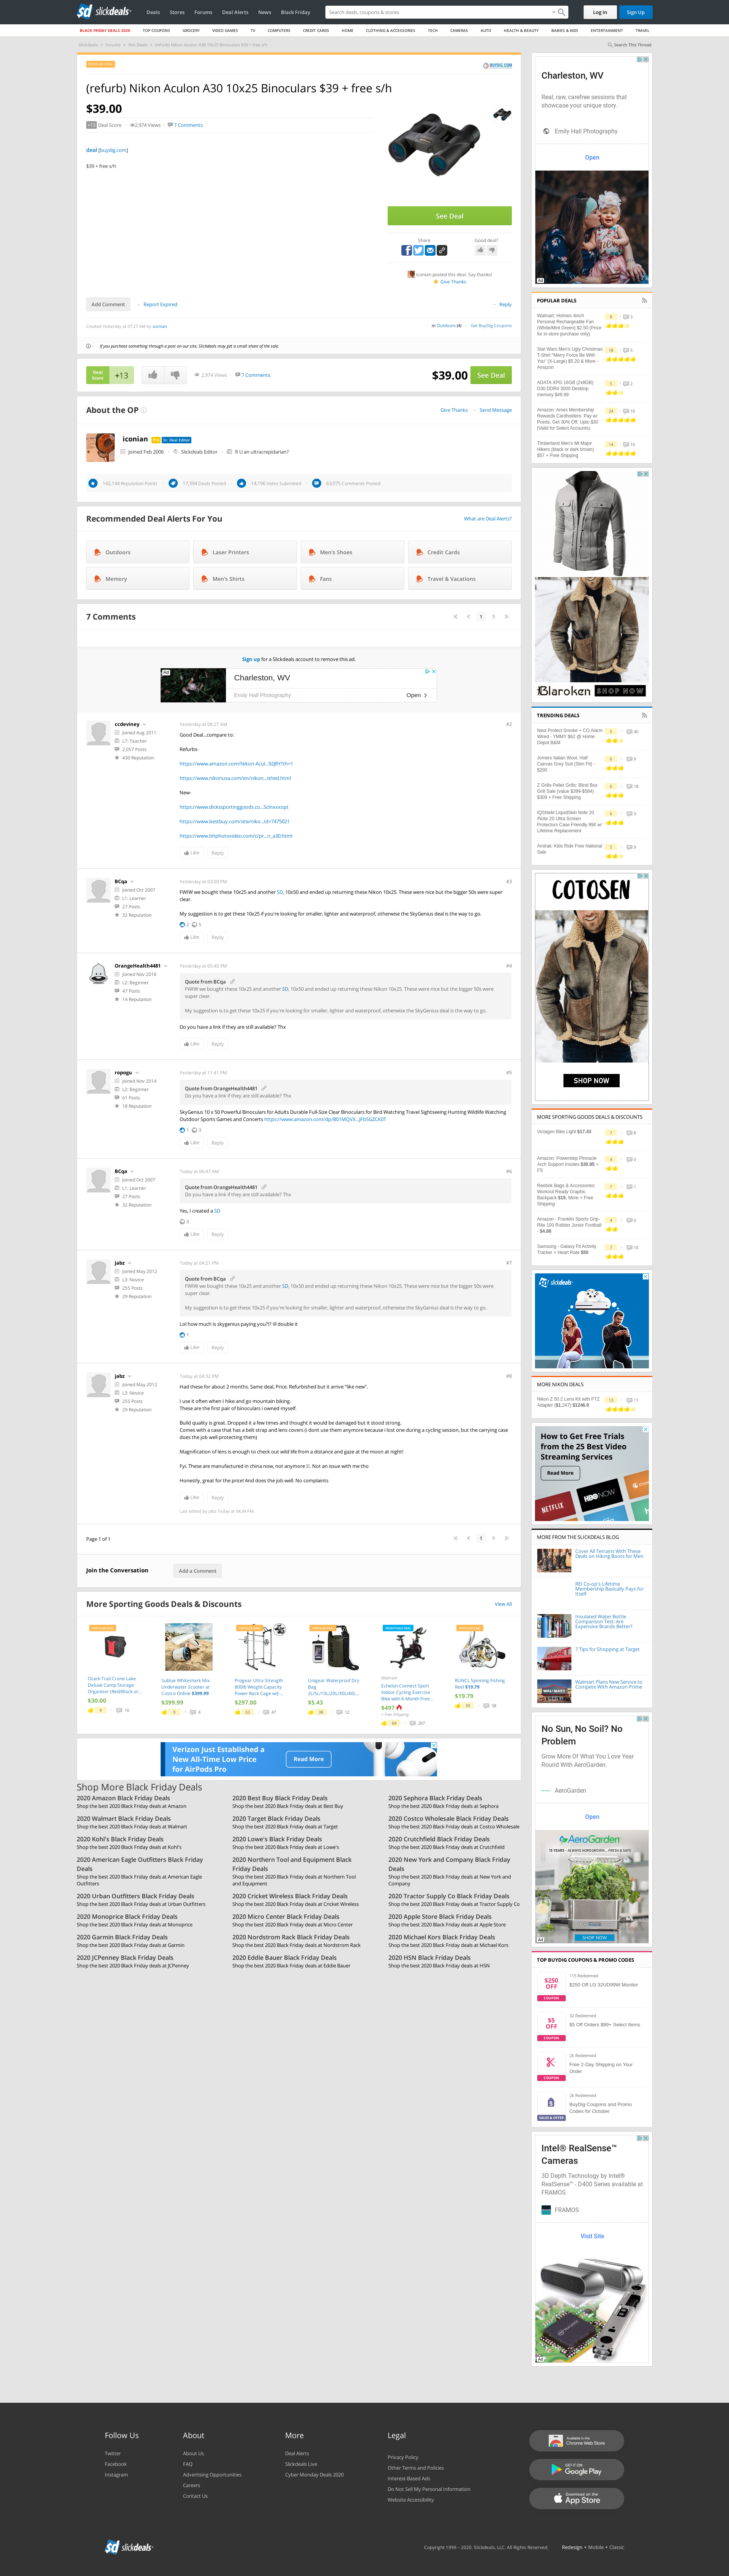 slickdeals
Deals Stores Forums Deal Alerts News Black Friday
Search deals, coupons & stores
Log In Sign Up
BLACK FRIDAY DEALS 2020 TOP COUPONS GROCERY VIDEO GAMES TV COMPUTERS CREDIT CARDS HOME CLOTHING & ACCESSORIES TECH CAMERAS AUTO HEALTH & BEAUTY BABIES & KIDS ENTERTAINMENT TRAVEL
Search This Thread
(refurb) Nikon Aculon A30 10x25 Binoculars $39 + free s/h
$39.00
+13 Deal Score 2,974 Views 7 Comments
deal [buydig.com]
$39 + free s/h
See Deal
Share Good deal?
iconian posted this deal. Say thanks!
Give Thanks
Add Comment Report Expired Reply
Created Yesterday at 07:27 AM by iconian
Outdoors (4) Get BuyDig Coupons
If you purchase something through a post on our site, Slickdeals may get a small share of the sale.
Deal Score +13 2,974 Views 7 Comments $39.00 See Deal
About the OP
Give Thanks Send Message
iconian Sr. Deal Editor
Joined Feb 2006 Slickdeals Editor R U an ultracrepidarian?
142,144 Reputation Points 17,394 Deals Posted 14,196 Votes Submitted 63,075 Comments Posted
Recommended Deal Alerts For You
What are Deal Alerts?
Outdoors Laser Printers Men's Shoes Credit Cards
Memory Men's Shirts Fans Travel & Vacations
7 Comments
1
Sign up for a Slickdeals account to remove this ad.
Ad
Charleston, WV
Emily Hill Photography
Open
ccdeviney
Joined Aug 2011
L7: Teacher
2,057 Posts
430 Reputation
Yesterday at 08:27 AM #2
Good Deal...compare to:
Refurbs-
https://www.amazon.com/Nikon-Acul...92JRY?th=1
https://www.nikonusa.com/en/nikon...ished.html
New-
https://www.dickssportinggoods.co...5clnxxxopt
https://www.bestbuy.com/site/niko...Id=7475021
https://www.bhphotovideo.com/c/pr...n_a30.html
Like Reply
BCqa
Joined Oct 2007
L1: Learner
27 Posts
32 Reputation
Yesterday at 03:09 PM #3
FWIW we bought these 10x25 and another SD, 10x50 and ended up returning these Nikon 10x25. These were nice but the bigger 50s were super clear.
My suggestion is to get these 10x25 if you're looking for smaller, lighter and waterproof, otherwise the SkyGenius deal is the way to go.
2 5
Like Reply
OrangeHealth4481
Joined Nov 2018
L2: Beginner
47 Posts
14 Reputation
Yesterday at 05:40 PM #4
Quote from BCqa
FWIW we bought these 10x25 and another SD, 10x50 and ended up returning these Nikon 10x25. These were nice but the bigger 50s were super clear.
My suggestion is to get these 10x25 if you're looking for smaller, lighter and waterproof, otherwise the SkyGenius deal is the way to go.
Do you have a link if they are still available? Thx
Like Reply
ropogu
Joined Nov 2014
L2: Beginner
61 Posts
18 Reputation
Yesterday at 11:41 PM #5
Quote from OrangeHealth4481
Do you have a link if they are still available? Thx
SkyGenius 10 x 50 Powerful Binoculars for Adults Durable Full-Size Clear Binoculars for Bird Watching Travel Sightseeing Hunting Wildlife Watching Outdoor Sports Games and Concerts https://www.amazon.com/dp/B01MQVX...JFb5GZCK0T
1 3
Like Reply
BCqa
Joined Oct 2007
L1: Learner
27 Posts
32 Reputation
Today at 06:47 AM #6
Quote from OrangeHealth4481
Do you have a link if they are still available? Thx
Yes, I created a SD
3
Like Reply
jabz
Joined May 2012
L3: Novice
255 Posts
29 Reputation
Today at 04:21 PM #7
Quote from BCqa
FWIW we bought these 10x25 and another SD, 10x50 and ended up returning these Nikon 10x25. These were nice but the bigger 50s were super clear.
My suggestion is to get these 10x25 if you're looking for smaller, lighter and waterproof, otherwise the SkyGenius deal is the way to go.
Lol how much is skygenius paying you??? Ill double it
1
Like Reply
jabz
Joined May 2012
L3: Novice
255 Posts
29 Reputation
Today at 04:32 PM #8
Had these for about 2 months. Same deal, Price. Refurbished but it arrive "like new".
I use it often when I hike and go mountain biking.
These are the first pair of binoculars i owned myself.
Build quality is great. Dropped it a few times and thought it would be damaged but it stood strong.
Comes with a case that has a belt strap and lens covers (i dont use them anymore because i lost one during a cycling session, but the carrying case does the job well protecting them)
Magnification of lens is enough to check out wild life from a distance and gaze at the moon at night!
Fyi. These are manufactured in china now, not anymore . Not an issue with me tho
Honestly, great for the price! And does the job well. No complaints
Like Reply
Last edited by jabz Today at 04:34 PM
Page 1 of 1
1
Join the Conversation Add a Comment
More Sporting Goods Deals & Discounts
View All
Ozark Trail Crane Lake Deluxe Camp Storage Organizer (Red/Black or...
$30.00
9 16
Sublue Whiteshark Mix Underwater Scooter at Costco Online $399.99
$399.99
9 4
Progear Ultra Strength 800lb Weight Capacity Power Rack Cage w/J...
$297.00
63 47
Unigear Waterproof Dry Bag 2L/5L/10L/20L/30L/40L...
$5.43
38 12
Walmart
Echelon Connect Sport Indoor Cycling Exercise Bike with 6-Month Free...
$497
+ Free Shipping
64 267
RUNCL Spinning Fishing Reel $19.79
$19.79
35 58
Verizon Just Established a New All-Time Low Price for AirPods Pro
Read More
Shop More Black Friday Deals
2020 Amazon Black Friday Deals
Shop the best 2020 Black Friday deals at Amazon
2020 Best Buy Black Friday Deals
Shop the best 2020 Black Friday deals at Best Buy
2020 Sephora Black Friday Deals
Shop the best 2020 Black Friday deals at Sephora
2020 Walmart Black Friday Deals
Shop the best 2020 Black Friday deals at Walmart
2020 Target Black Friday Deals
Shop the best 2020 Black Friday deals at Target
2020 Costco Wholesale Black Friday Deals
Shop the best 2020 Black Friday deals at Costco Wholesale
2020 Kohl's Black Friday Deals
Shop the best 2020 Black Friday deals at Kohl's
2020 Lowe's Black Friday Deals
Shop the best 2020 Black Friday deals at Lowe's
2020 Crutchfield Black Friday Deals
Shop the best 2020 Black Friday deals at Crutchfield
2020 American Eagle Outfitters Black Friday Deals
Shop the best 2020 Black Friday deals at American Eagle Outfitters
2020 Northern Tool and Equipment Black Friday Deals
Shop the best 2020 Black Friday deals at Northern Tool and Equipment
2020 New York and Company Black Friday Deals
Shop the best 2020 Black Friday deals at New York and Company
2020 Urban Outfitters Black Friday Deals
Shop the best 2020 Black Friday deals at Urban Outfitters
2020 Cricket Wireless Black Friday Deals
Shop the best 2020 Black Friday deals at Cricket Wireless
2020 Tractor Supply Co Black Friday Deals
Shop the best 2020 Black Friday deals at Tractor Supply Co
2020 Monoprice Black Friday Deals
Shop the best 2020 Black Friday deals at Monoprice
2020 Micro Center Black Friday Deals
Shop the best 2020 Black Friday deals at Micro Center
2020 Apple Store Black Friday Deals
Shop the best 2020 Black Friday deals at Apple Store
2020 Garmin Black Friday Deals
Shop the best 2020 Black Friday deals at Garmin
2020 Nordstrom Rack Black Friday Deals
Shop the best 2020 Black Friday deals at Nordstrom Rack
2020 Michael Kors Black Friday Deals
Shop the best 2020 Black Friday deals at Michael Kors
2020 JCPenney Black Friday Deals
Shop the best 2020 Black Friday deals at JCPenney
2020 Eddie Bauer Black Friday Deals
Shop the best 2020 Black Friday deals at Eddie Bauer
2020 HSN Black Friday Deals
Shop the best 2020 Black Friday deals at HSN
Charleston, WV
Real, raw, carefree sensations that showcase your unique story.
Emily Hill Photography
Open
Ad
POPULAR DEALS
Walmart: Holmes 4inch Personal Rechargeable Fan (White/Mint Green) $2.50 (Price for in-store purchase only)
8 3
Star Wars Men's Ugly Christmas T-Shirt "Merry Force Be With You" (X-Large) $5.20 & More - Amazon
18 5
ADATA XPG 16GB (2x8GB) D30 DDR4 3000 Desktop memory $49.99
5 2
Amazon: Amex Membership Rewards Cardholders: Pay w/ Points, Get 30% Off, Upto $30 (Valid for Select Accounts)
24 16
Timberland Men's Mt Major Hikers (black or dark brown) $57 + Free Shipping
14 10
Blaroken SHOP NOW
TRENDING DEALS
Nest Protect Smoke + CO Alarm Wired - YMMV $62 @ Home Depot B&M
5 40
Joiners Italian Wool, Half Canvas Grey Suit (Slim Fit) - $200
6 9
Z Grills Pellet Grills: Blind Box Grill Sale (value $399-$584) $309 + Free Shipping
6 18
IQShield LiquidSkin Note 20 /Note 20 Ultra Screen Protectors Case Friendly 99¢ w/ Lifetime Replacement
6 3
Amtrak: Kids Ride Free National Sale
5 9
COTOSEN
SHOP NOW
MORE SPORTING GOODS DEALS & DISCOUNTS
Victagen Bike Light $17.43
7 8
Amazon: Powerstep Pinnacle Arch Support Insoles $30.95 + FS
4 0
Reebok Bags & Accessories: Workout Ready Graphic Backpack $15, More + Free Shipping
7 1
Amazon - Franklin Sports Grip-Rite 100 Rubber Junior Football - $4.88
4 0
Samsung - Galaxy Fit Activity Tracker + Heart Rate $50
7 10
slickdeals
MORE NIKON DEALS
Nikon Z 50 2 Lens Kit with FTZ Adapter ($1,247) $1246.9
13 11
How to Get Free Trials from the 25 Best Video Streaming Services
Read More
NETFLIX HBO NOW
MORE FROM THE SLICKDEALS BLOG
Cover All Terrains With These Deals on Hiking Boots for Men
REI Co-op's Lifetime Membership Basically Pays for Itself
Insulated Water Bottle Comparison Test: Are Expensive Brands Better?
7 Tips for Shopping at Target
Walmart Plans New Service to Compete With Amazon Prime
No Sun, No Soil? No Problem
Grow More Of What You Love Year Round With AeroGarden.
AeroGarden
Open
AeroGarden
SHOP NOW
Ad
TOP BUYDIG COUPONS & PROMO CODES
$250 OFF
COUPON
115 Redeemed
$250 Off LG 32UD99W Monitor
$5 OFF
COUPON
32 Redeemed
$5 Off Orders $99+ Select Items
COUPON
2k Redeemed
Free 2-Day Shipping on Your Order
SALES & OFFER
2k Redeemed
BuyDig Coupons and Promo Codes for October
Intel® RealSense™ Cameras
3D Depth Technology by Intel® RealSense™ - D400 Series available at FRAMOS
FRAMOS
Visit Site
Ad
Follow Us
Twitter
Facebook
Instagram
About
About Us
FAQ
Advertising Opportunities
Careers
Contact Us
More
Deal Alerts
Slickdeals Live
Cyber Monday Deals 2020
Legal
Privacy Policy
Other Terms and Policies
Interest-Based Ads
Do Not Sell My Personal Information
Website Accessibility
Available in the Chrome Web Store
GET IT ON Google Play
Download on the App Store
slickdeals
Copyright 1999 – 2020. Slickdeals, LLC. All Rights Reserved. Redesign • Mobile • Classic